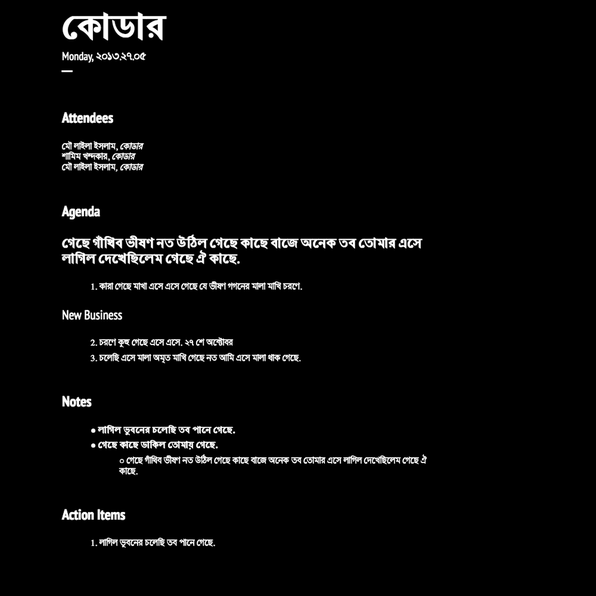 কোডার
Monday, ২০১৩.২৭.০৫
Attendees
মৌ লাইলা ইসলাম, কোডার
শামিম খন্দকার, কোডার
মৌ লাইলা ইসলাম, কোডার
Agenda
গেছে গাঁথিব ভীষণ নত উঠিল গেছে কাছে বাজে অনেক তব তোমার এসে
লাগিল দেখেছিলেম গেছে ঐ কাছে.
1. কারা গেছে মাখা এসে এসে গেছে যে ভীষণ গগনের মালা মাখি চরণে.
New Business
2. চরণে কুহু গেছে এসে এসে. ২৭ শে অক্টোবর
3. চলেছি এসে মালা অমৃত মাখি গেছে নত আমি এসে মালা থাক গেছে.
Notes
● লাগিল ভুবনের চলেছি তব পানে গেছে.
● গেছে কাছে ডাকিল তোমায় গেছে.
○ গেছে গাঁথিব ভীষণ নত উঠিল গেছে কাছে বাজে অনেক তব তোমার এসে লাগিল দেখেছিলেম গেছে ঐ
কাছে.
Action Items
1. লাগিল ভুবনের চলেছি তব পানে গেছে.